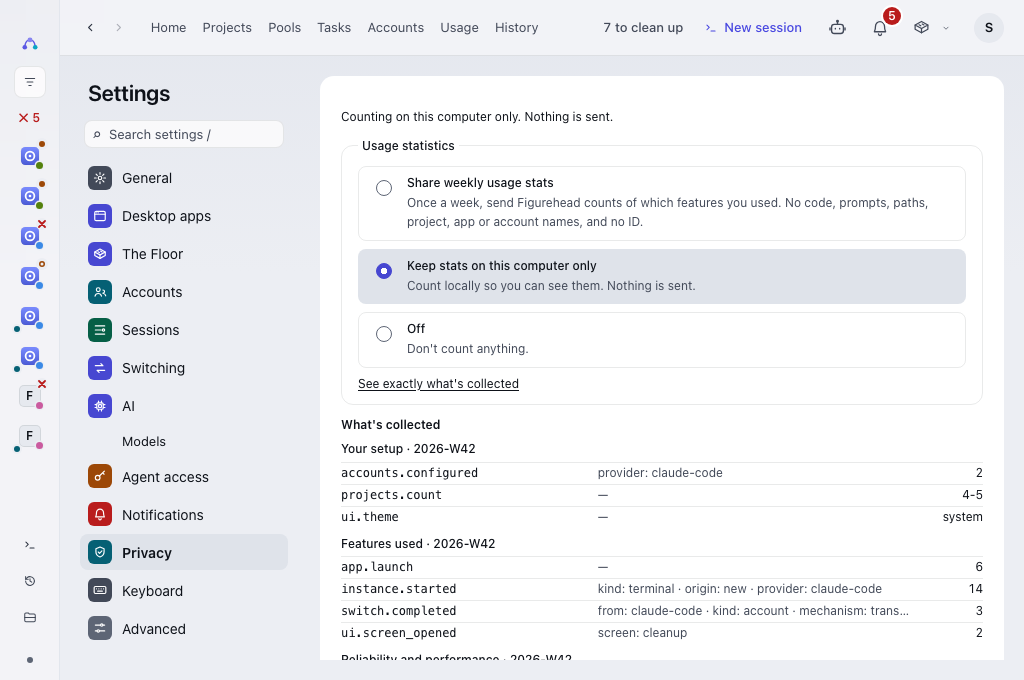 Home Projects Pools Tasks Accounts Usage History 7 to clean up New session 5 S
5
F
F
Settings
Search settings /
General
Desktop apps
The Floor
Accounts
Sessions
Switching
AI
Models
Agent access
Notifications
Privacy
Keyboard
Advanced
Counting on this computer only. Nothing is sent.
Usage statistics
Share weekly usage stats
Once a week, send Figurehead counts of which features you used. No code, prompts, paths,
project, app or account names, and no ID.
Keep stats on this computer only
Count locally so you can see them. Nothing is sent.
Off
Don't count anything.
See exactly what's collected
What's collected
Your setup · 2026-W42
accounts.configured provider: claude-code 2
projects.count — 4-5
ui.theme — system
Features used · 2026-W42
app.launch — 6
instance.started kind: terminal · origin: new · provider: claude-code 14
switch.completed from: claude-code · kind: account · mechanism: trans... 3
ui.screen_opened screen: cleanup 2
Reliability and performance · 2026-W42